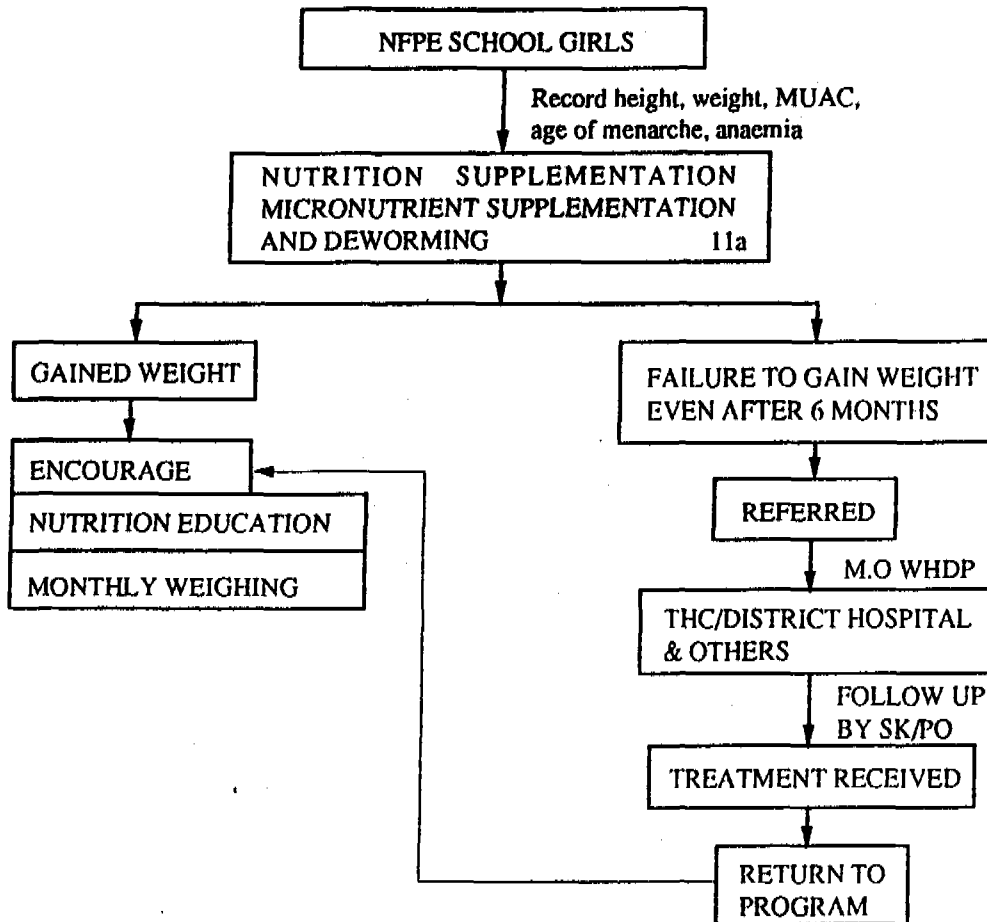 NFPE SCHOOL GIRLS
Record height, weight, MUAC,
age of menarche, anaemia
NUTRITION SUPPLEMENTATION
MICRONUTRIENT SUPPLEMENTATION
AND DEWORMING 11a
GAINED WEIGHT
ENCOURAGE
NUTRITION EDUCATION
MONTHLY WEIGHING
FAILURE TO GAIN WEIGHT
EVEN AFTER 6 MONTHS
REFERRED
M.O WHDP
THC/DISTRICT HOSPITAL
& OTHERS
FOLLOW UP
BY SK/PO
TREATMENT RECEIVED
RETURN TO
PROGRAM